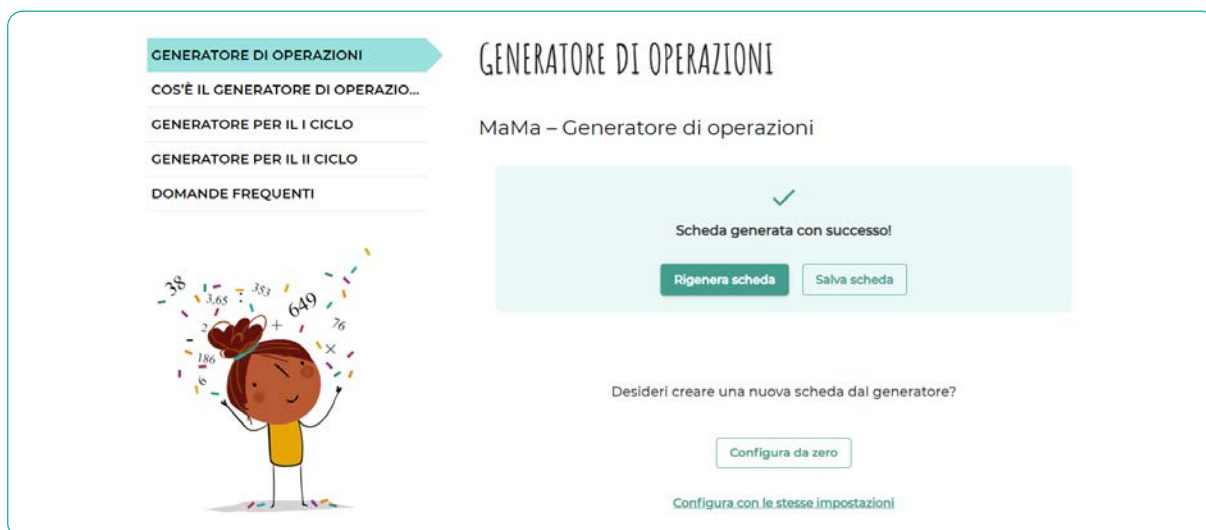 GENERATORE DI OPERAZIONI
COS'È IL GENERATORE DI OPERAZIO...
GENERATORE PER IL I CICLO
GENERATORE PER IL II CICLO
DOMANDE FREQUENTI
38
3,65
:
353
649
2
+
76
-
×
186
6
GENERATORE DI OPERAZIONI
MaMa – Generatore di operazioni
Scheda generata con successo!
Rigenera scheda
Salva scheda
Desideri creare una nuova scheda dal generatore?
Configura da zero
Configura con le stesse impostazioni